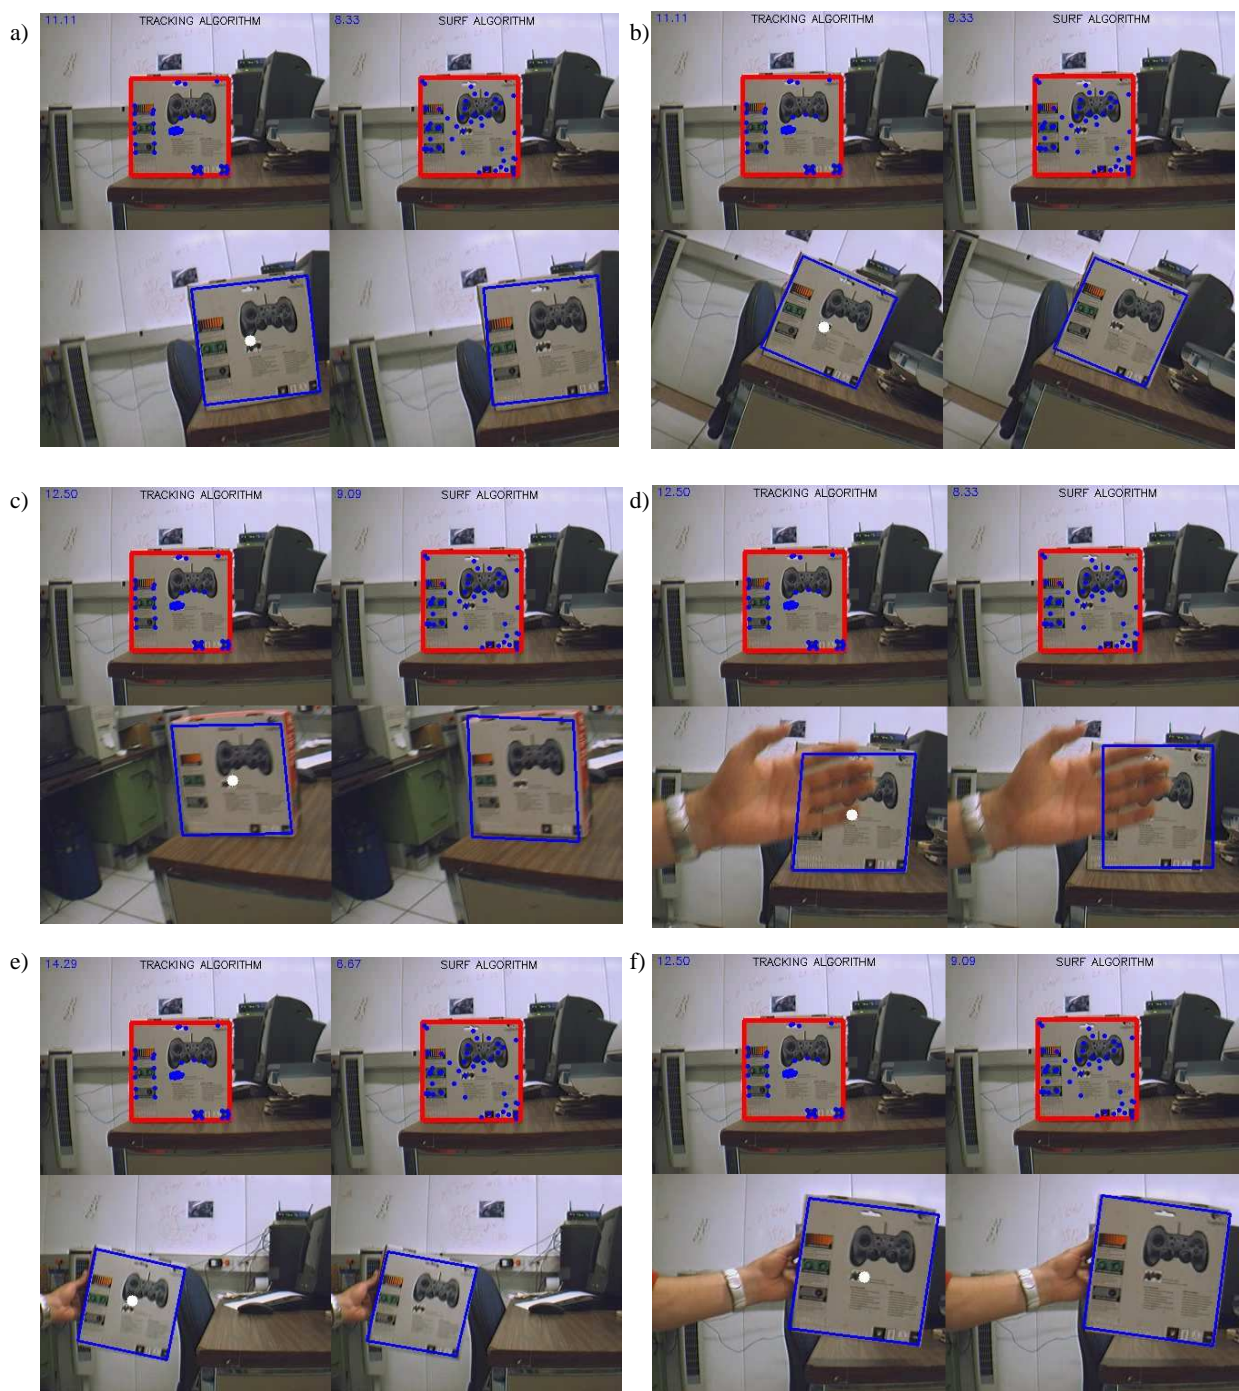 a)
11.11 TRACKING ALGORITHM 8.33 SURF ALGORITHM
b)
11.11 TRACKING ALGORITHM 8.33 SURF ALGORITHM
c)
12.50 TRACKING ALGORITHM 9.09 SURF ALGORITHM
d)
12.50 TRACKING ALGORITHM 8.33 SURF ALGORITHM
e)
14.29 TRACKING ALGORITHM 6.67 SURF ALGORITHM
f)
12.50 TRACKING ALGORITHM 9.09 SURF ALGORITHM